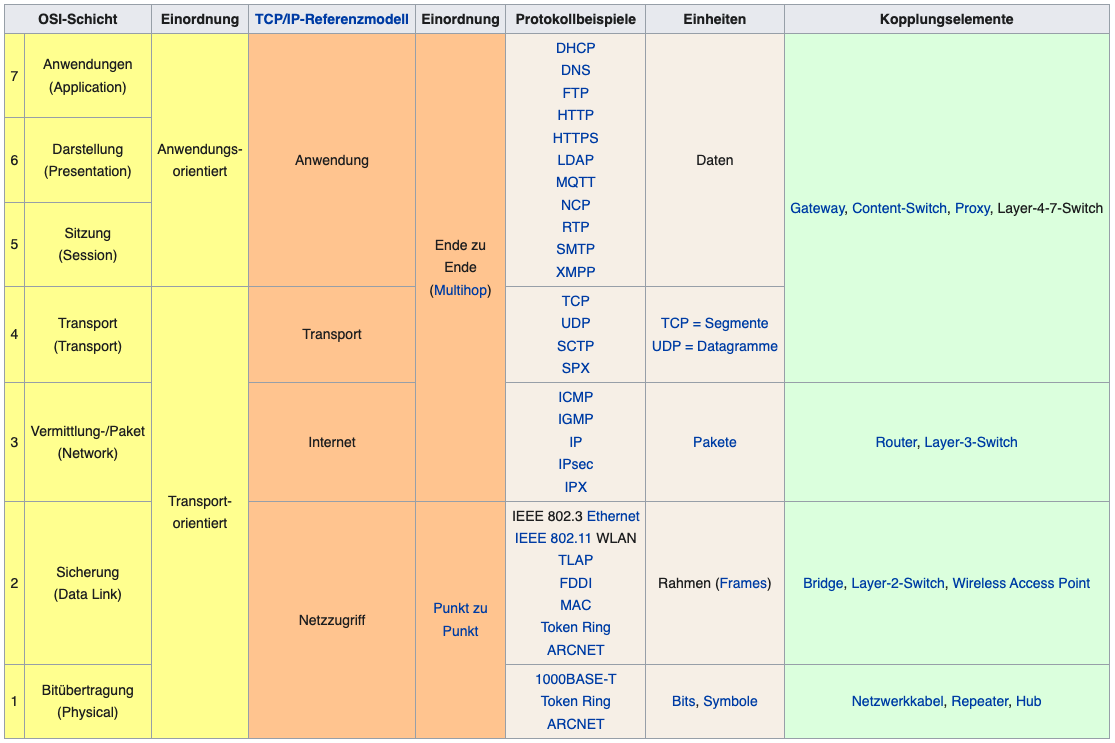 OSI-Schicht Einordnung TCP/IP-Referenzmodell Einordnung Protokollbeispiele Einheiten Kopplungselemente
7
Anwendungen
(Application)
Anwendungs-
orientiert
Anwendung
Ende zu
Ende
(Multihop)
DHCP
DNS
FTP
HTTP
HTTPS
LDAP
MQTT
NCP
RTP
SMTP
XMPP
Daten
Gateway, Content-Switch, Proxy, Layer-4-7-Switch
6
Darstellung
(Presentation)
5
Sitzung
(Session)
4
Transport
(Transport)
Transport-
orientiert
Transport
TCP
UDP
SCTP
SPX
TCP = Segmente
UDP = Datagramme
3
Vermittlung-/Paket
(Network)
Internet
ICMP
IGMP
IP
IPsec
IPX
Pakete
Router, Layer-3-Switch
2
Sicherung
(Data Link)
Netzzugriff
Punkt zu
Punkt
IEEE 802.3 Ethernet
IEEE 802.11 WLAN
TLAP
FDDI
MAC
Token Ring
ARCNET
Rahmen (Frames)
Bridge, Layer-2-Switch, Wireless Access Point
1
Bitübertragung
(Physical)
1000BASE-T
Token Ring
ARCNET
Bits, Symbole
Netzwerkkabel, Repeater, Hub